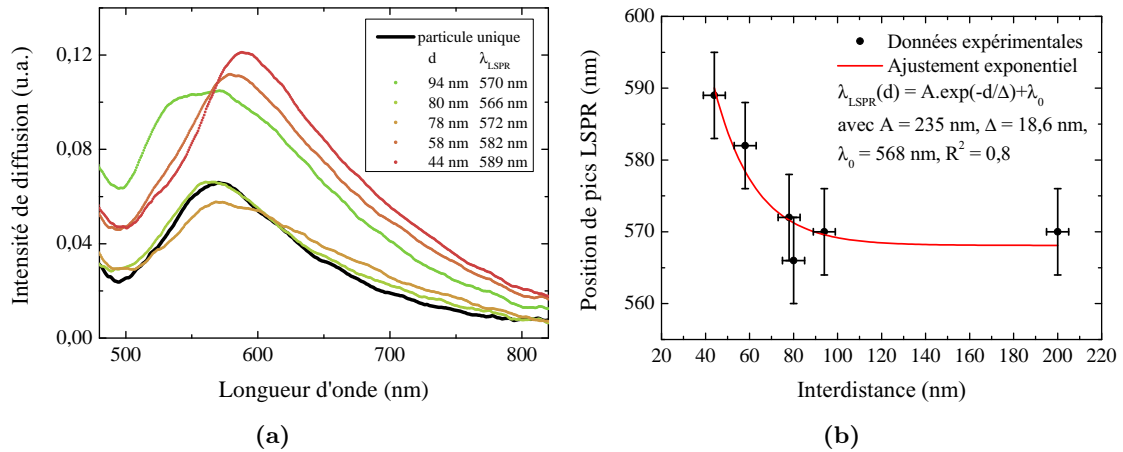 (a)
Intensité de diffusion (u.a.)
0,12
0,08
0,04
0,00
500
600
700
800
Longueur d'onde (nm)
particule unique
d λLSPR
94 nm 570 nm
80 nm 566 nm
78 nm 572 nm
58 nm 582 nm
44 nm 589 nm
Position de pics LSPR (nm)
600
590
580
570
560
20 40 60 80 100 120 140 160 180 200 220
Interdistance (nm)
Données expérimentales
Ajustement exponentiel
λLSPR(d) = A.exp(-d/Δ)+λ0
avec A = 235 nm, Δ = 18,6 nm,
λ0 = 568 nm, R² = 0,8
(b)